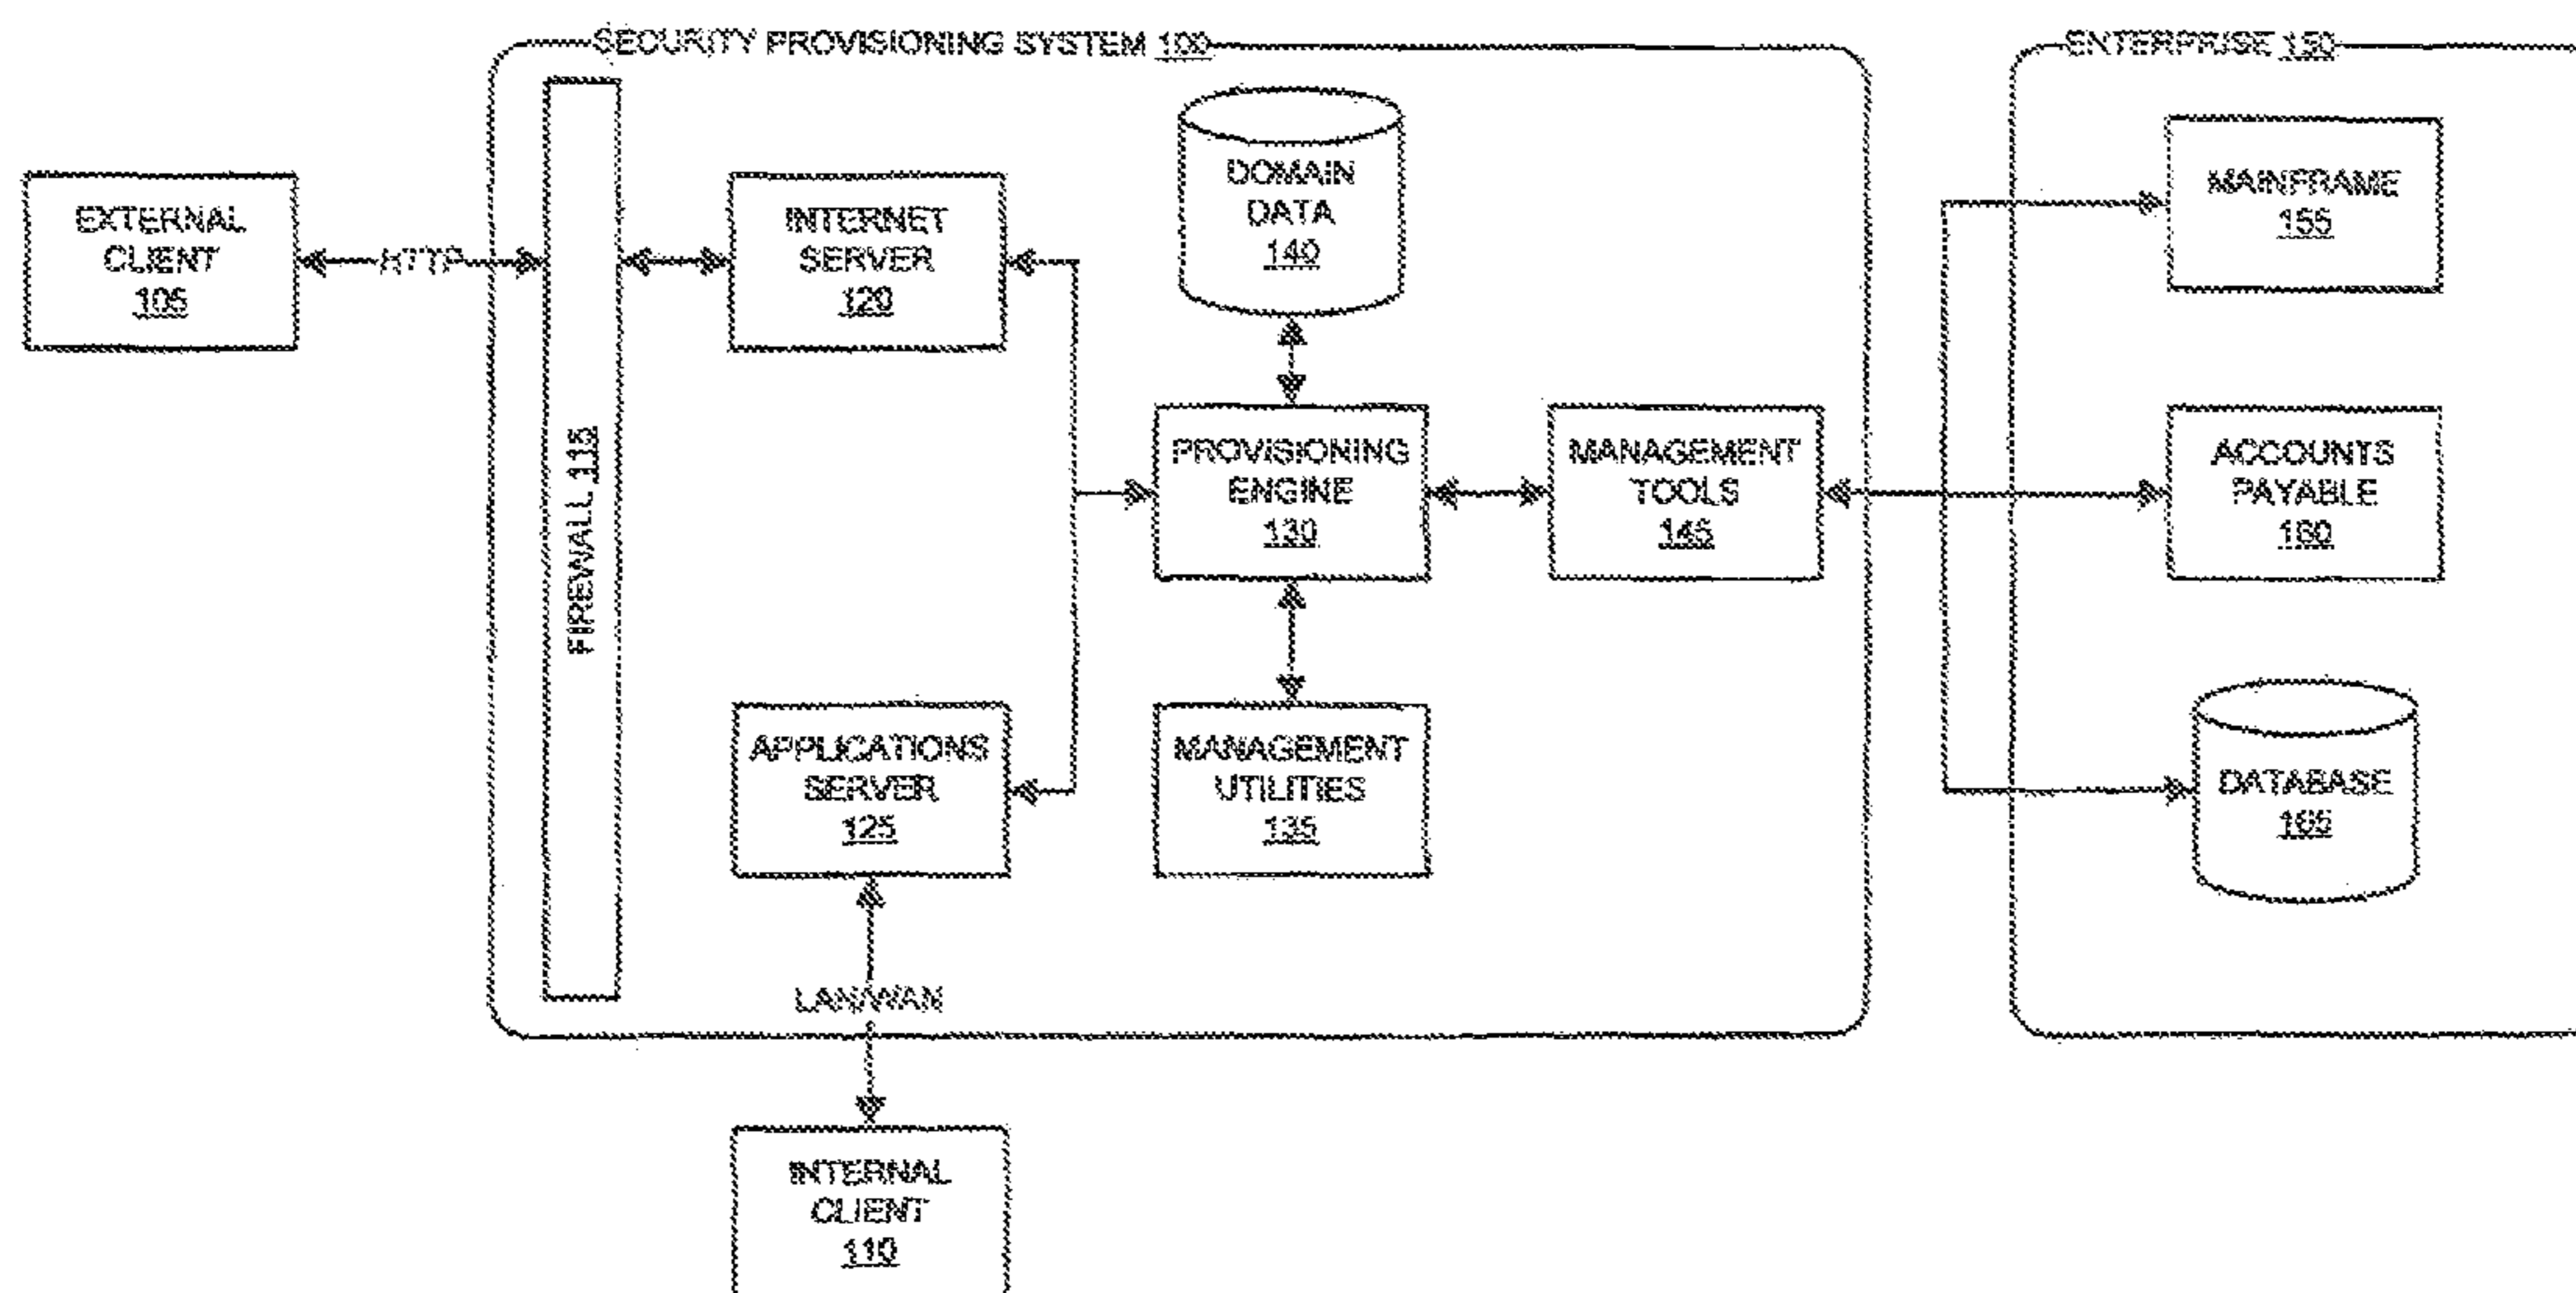 SECURITY PROVISIONING SYSTEM 100
ENTERPRISE 150
EXTERNAL
CLIENT
105
HTTP
FIREWALL 115
INTERNET
SERVER
120
DOMAIN
DATA
140
MAINFRAME
155
PROVISIONING
ENGINE
130
MANAGEMENT
TOOLS
145
ACCOUNTS
PAYABLE
160
APPLICATIONS
SERVER
125
MANAGEMENT
UTILITIES
135
DATABASE
165
LAN/WAN
INTERNAL
CLIENT
110